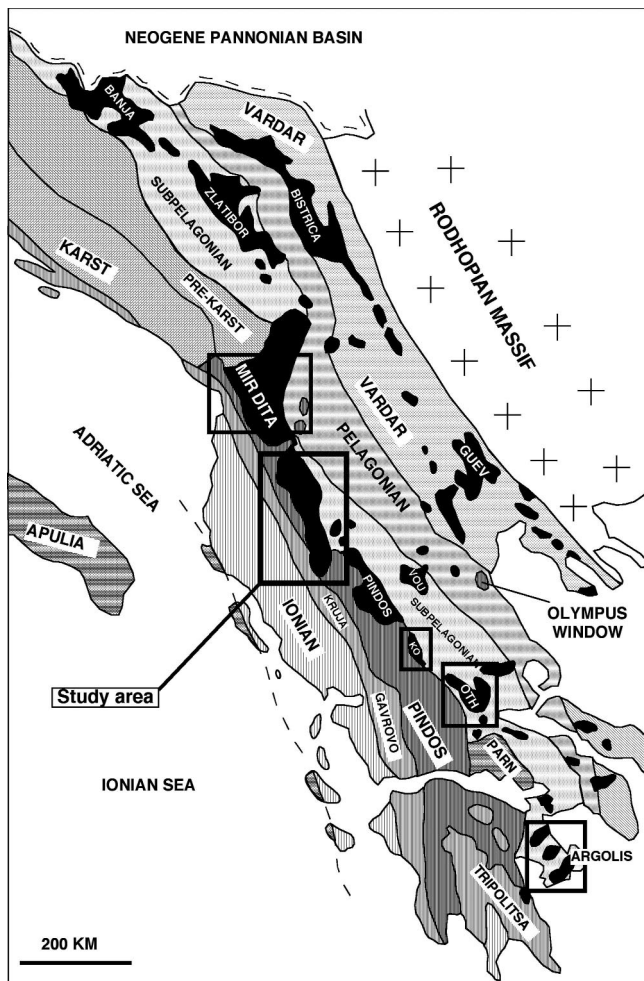 NEOGENE PANNONIAN BASIN
BANJA
VARDAR
SUBPELAGONIAN
ZLATIBOR
BISTRICA
RODHOPIAN MASSIF
KARST
PRE-KARST
MIRDITA
VARDAR
PELAGONIAN
GUEV
ADRIATIC SEA
APULIA
VOU
PINDOS
OLYMPUS
WINDOW
SUBPELAGONIAN
KRUJA
IONIAN
KO
Study area
OTH
GAVROVO
PINDOS
PARN
IONIAN SEA
ARGOLIS
TRIPOLITSA
200 KM